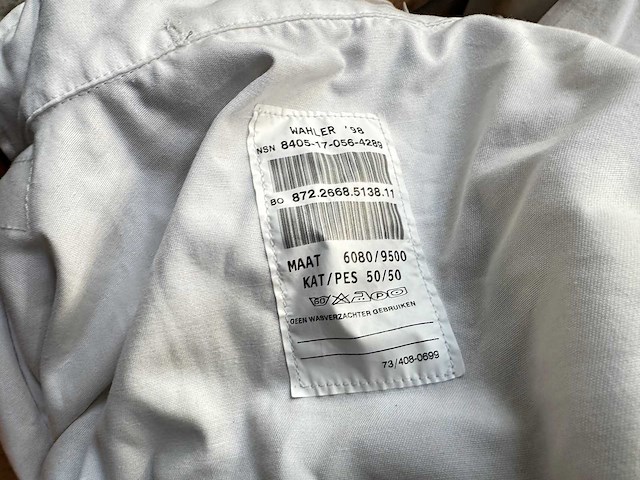 WAHLER '98
NSN 8405-17-056-4289
BO 872.2668.5138.11
MAAT 6080/9500
KAT/PES 50/50
GEEN WASVERZACHTER GEBRUIKEN
73/408-0699